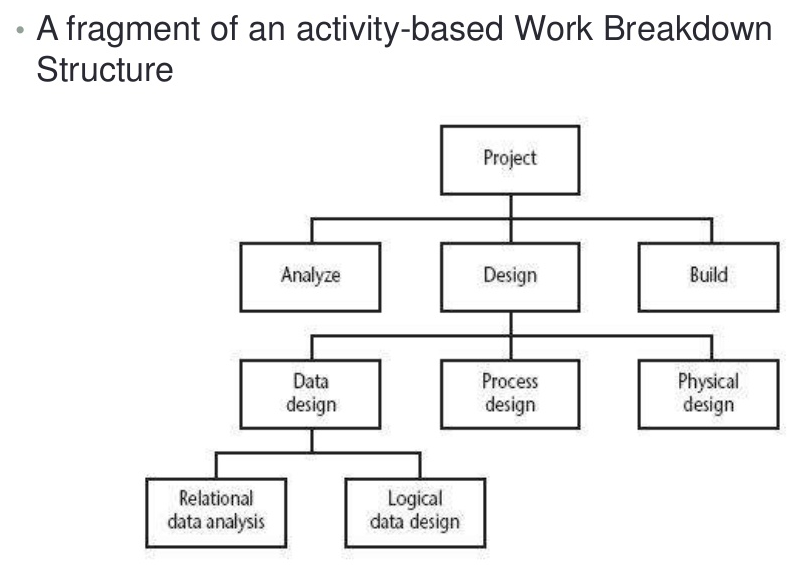 • A fragment of an activity-based Work Breakdown
Structure
Project
Analyze
Design
Build
Data
design
Process
design
Physical
design
Relational
data analysis
Logical
data design